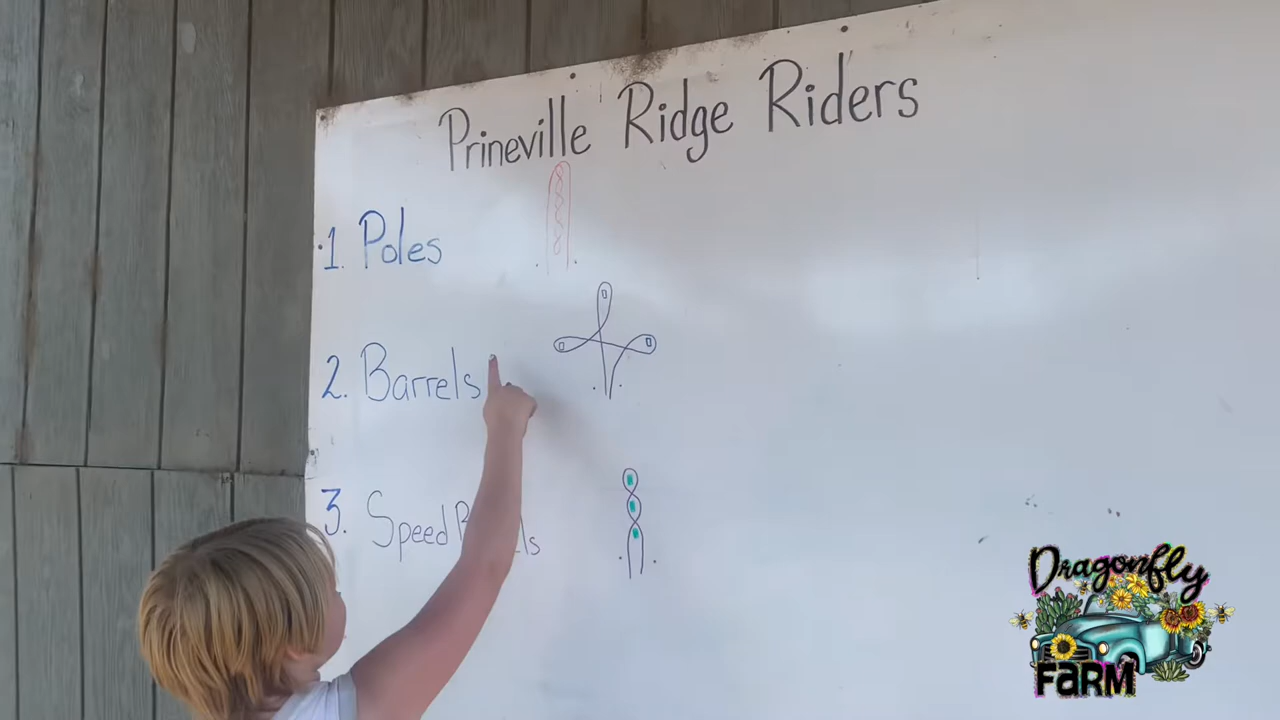 Prineville Ridge Riders
1. Poles
2. Barrels
3. Speed
Dragonfly
FARM